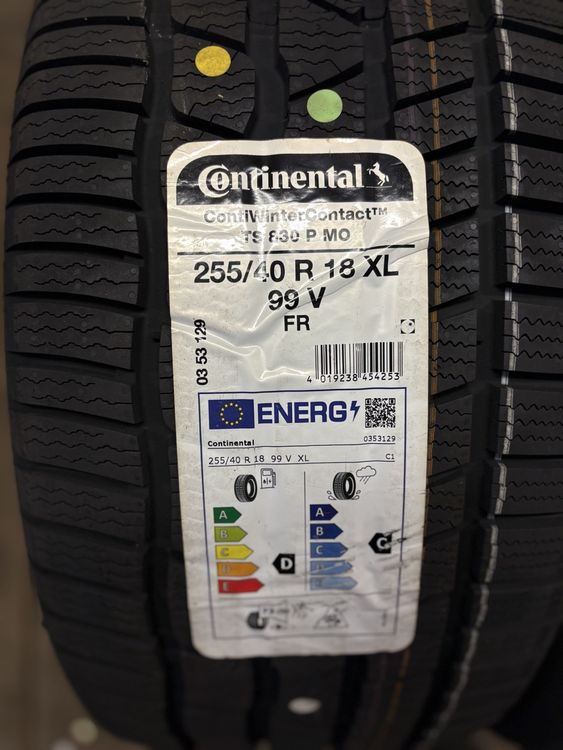 Continental
ContiWinterContact™
TS 830 P MO
255/40 R 18 XL
99 V
FR
03 53 129
4 019238 454253
ENERG
Continental 0353129
255/40 R 18 99 V XL C1
A A
B B
C C C
D D D
E E